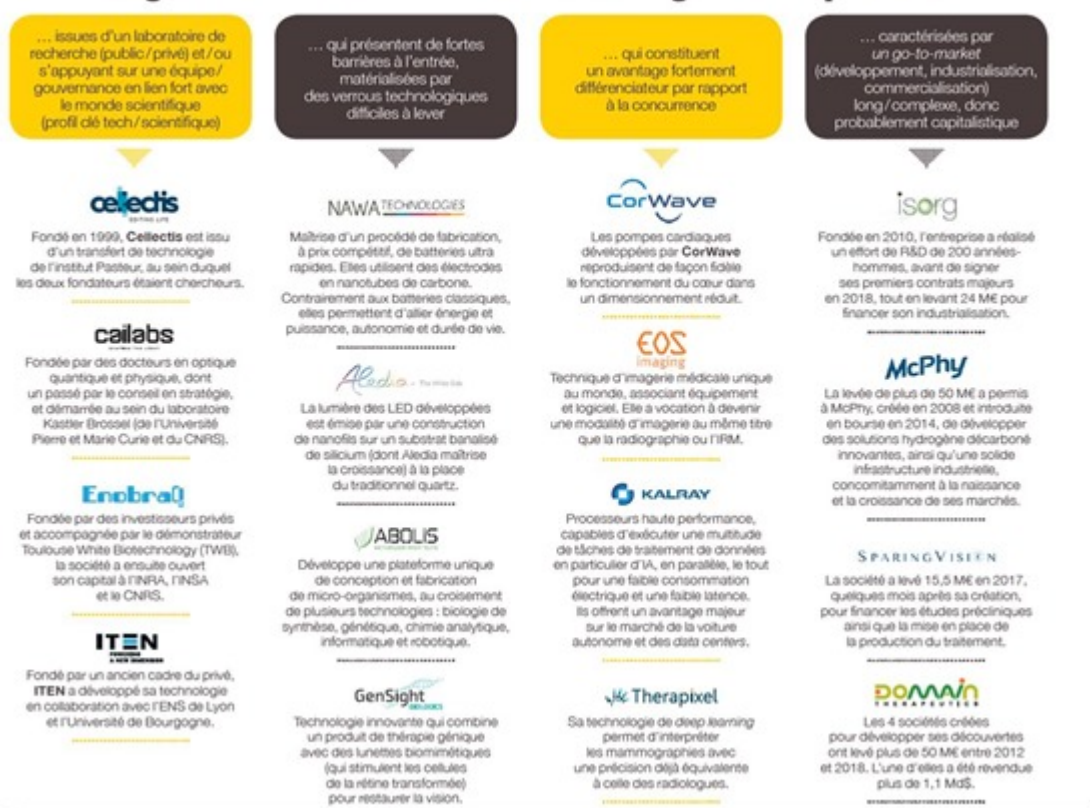 … issues d'un laboratoire de
recherche (public / privé) et / ou
s'appuyant sur une équipe /
gouvernance en lien fort avec
le monde scientifique
(profil clé tech / scientifique)
cellectis
EDITING LIFE
Fondé en 1999, Cellectis est issu
d'un transfert de technologie
de l'institut Pasteur, au sein duquel
les deux fondateurs étaient chercheurs.
cailabs
Fondée par des docteurs en optique
quantique et physique, dont
un passé par le conseil en stratégie,
et démarrée au sein du laboratoire
Kastler Brossel (de l'Université
Pierre et Marie Curie et du CNRS).
EnobraQ
Fondée par des investisseurs privés
et accompagnée par le démonstrateur
Toulouse White Biotechnology (TWB),
la société a ensuite ouvert
son capital à l'INRA, l'INSA
et le CNRS.
ITEN
Fondé par un ancien cadre du privé,
ITEN a développé sa technologie
en collaboration avec l'ENS de Lyon
et l'Université de Bourgogne.
… qui présentent de fortes
barrières à l'entrée,
matérialisées par
des verrous technologiques
difficiles à lever
NAWA TECHNOLOGIES
Maîtrise d'un procédé de fabrication,
à prix compétitif, de batteries ultra
rapides. Elles utilisent des électrodes
en nanotubes de carbone.
Contrairement aux batteries classiques,
elles permettent d'allier énergie et
puissance, autonomie et durée de vie.
Aledia
La lumière des LED développées
est émise par une construction
de nanofils sur un substrat banalisé
de silicium (dont Aledia maîtrise
la croissance) à la place
du traditionnel quartz.
ABOLIS
Développe une plateforme unique
de conception et fabrication
de micro-organismes, au croisement
de plusieurs technologies : biologie de
synthèse, génétique, chimie analytique,
informatique et robotique.
GenSight
BIOLOGICS
Technologie innovante qui combine
un produit de thérapie génique
avec des lunettes biomimétiques
(qui stimulent les cellules
de la rétine transformée)
pour restaurer la vision.
… qui constituent
un avantage fortement
différenciateur par rapport
à la concurrence
CorWave
Les pompes cardiaques
développées par CorWave
reproduisent de façon fidèle
le fonctionnement du cœur dans
un dimensionnement réduit.
EOS
imaging
Technique d'imagerie médicale unique
au monde, associant équipement
et logiciel. Elle a vocation à devenir
une modalité d'imagerie au même titre
que la radiographie ou l'IRM.
KALRAY
Processeurs haute performance,
capables d'exécuter une multitude
de tâches de traitement de données
en particulier d'IA, en parallèle, le tout
pour une faible consommation
électrique et une faible latence.
Ils offrent un avantage majeur
sur le marché de la voiture
autonome et des data centers.
Therapixel
Sa technologie de deep learning
permet d'interpréter
les mammographies avec
une précision déjà équivalente
à celle des radiologues.
… caractérisées par
un go-to-market
(développement, industrialisation,
commercialisation)
long / complexe, donc
probablement capitalistique
isorg
Fondée en 2010, l'entreprise a réalisé
un effort de R&D de 200 années-
hommes, avant de signer
ses premiers contrats majeurs
en 2018, tout en levant 24 M€ pour
financer son industrialisation.
McPhy
La levée de plus de 50 M€ a permis
à McPhy, créée en 2008 et introduite
en bourse en 2014, de développer
des solutions hydrogène décarboné
innovantes, ainsi qu'une solide
infrastructure industrielle,
concomitamment à la naissance
et la croissance de ses marchés.
SPARINGVISION
La société a levé 15,5 M€ en 2017,
quelques mois après sa création,
pour financer les études précliniques
ainsi que la mise en place de
la production du traitement.
DOMAIN
THERAPEUTICS
Les 4 sociétés créées
pour développer ses découvertes
ont levé plus de 50 M€ entre 2012
et 2018. L'une d'elles a été revendue
plus de 1,1 Md$.